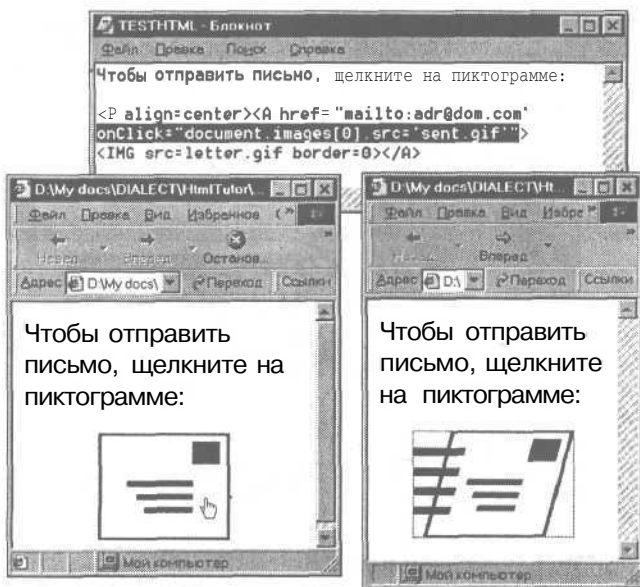 TESTHTML - Блокнот
Файл Правка Поиск Справка
Чтобы отправить письмо, щелкните на пиктограмме:
<P align=center><A href="mailto:adr@dom.com'
onClick="document.images[0].src='sent.gif'">
<IMG src=letter.gif border=0></A>
D:\My docs\DIALECT\HtmlTutor\...
Файл Правка Вид Избранное
Назад Вперед Останов...
Адрес D:\My docs\ Переход Ссылки
Чтобы отправить
письмо, щелкните на
пиктограмме:
Мой компьютер
D:\My docs\DIALECT\Ht...
Файл Правка Вид Избра
Назад Вперед
Адрес D:\ Переход Ссылки
Чтобы отправить
письмо, щелкните
на пиктограмме:
Мой компьютер